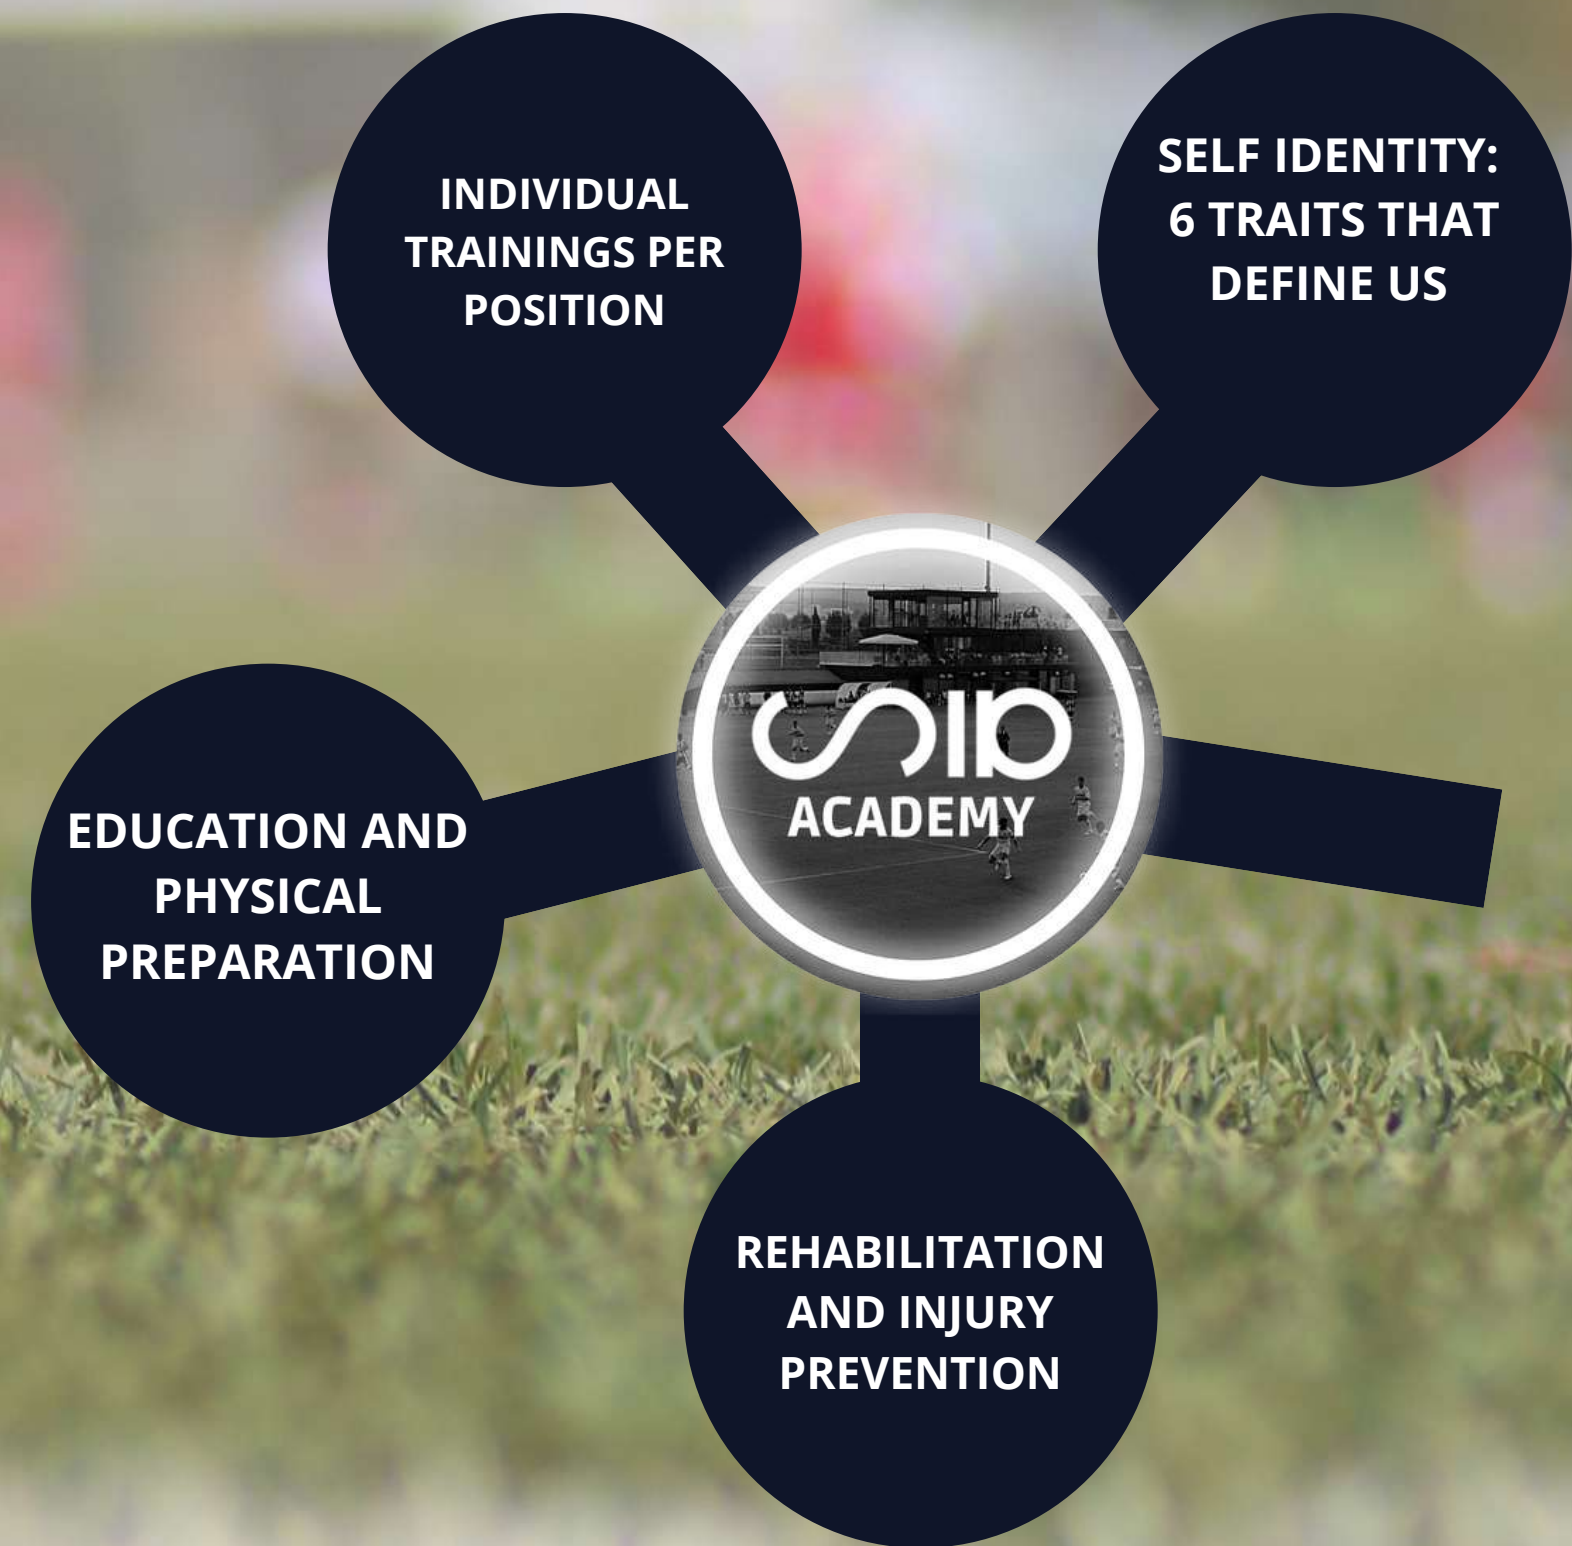 INDIVIDUAL
TRAININGS PER
POSITION
SELF IDENTITY:
6 TRAITS THAT
DEFINE US
SIA
ACADEMY
EDUCATION AND
PHYSICAL
PREPARATION
REHABILITATION
AND INJURY
PREVENTION